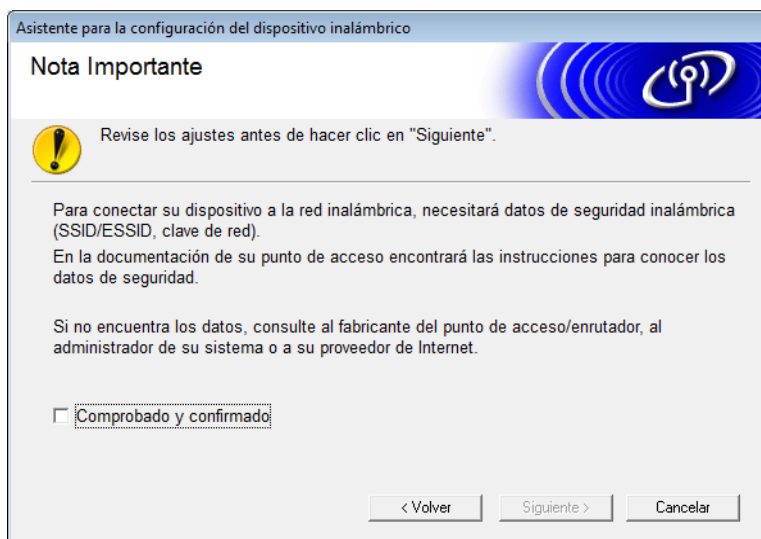 Asistente para la configuración del dispositivo inalámbrico
Nota Importante
Revise los ajustes antes de hacer clic en "Siguiente".
Para conectar su dispositivo a la red inalámbrica, necesitará datos de seguridad inalámbrica
(SSID/ESSID, clave de red).
En la documentación de su punto de acceso encontrará las instrucciones para conocer los
datos de seguridad.
Si no encuentra los datos, consulte al fabricante del punto de acceso/enrutador, al
administrador de su sistema o a su proveedor de Internet.
Comprobado y confirmado
< Volver
Siguiente >
Cancelar